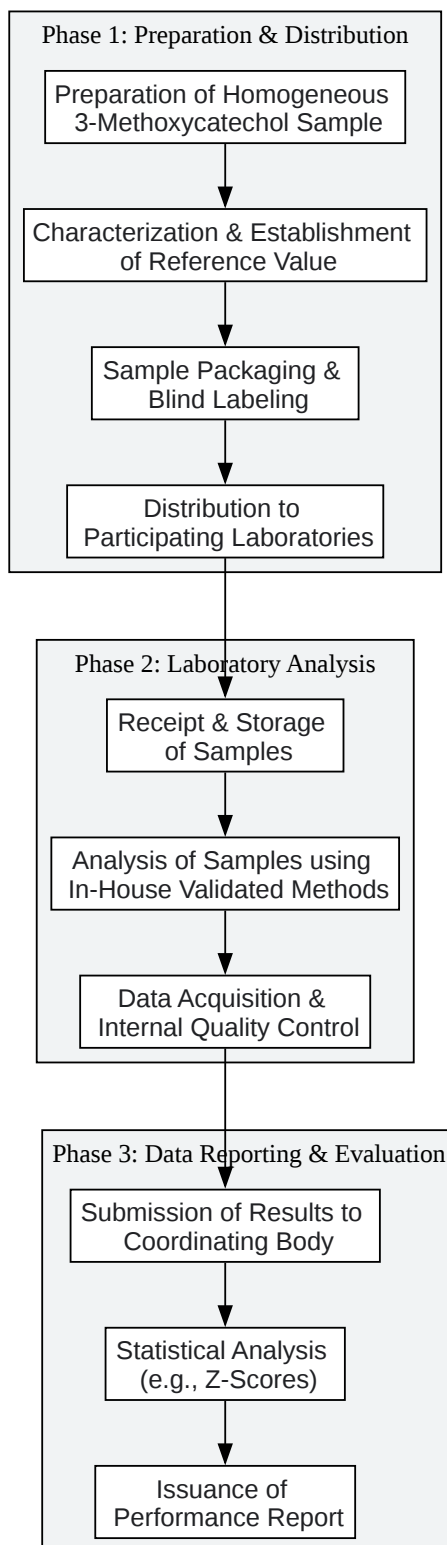 Phase 1: Preparation & Distribution
Preparation of Homogeneous
3-Methoxycatechol Sample
Characterization & Establishment
of Reference Value
Sample Packaging &
Blind Labeling
Distribution to
Participating Laboratories
Phase 2: Laboratory Analysis
Receipt & Storage
of Samples
Analysis of Samples using
In-House Validated Methods
Data Acquisition &
Internal Quality Control
Phase 3: Data Reporting & Evaluation
Submission of Results to
Coordinating Body
Statistical Analysis
(e.g., Z-Scores)
Issuance of
Performance Report